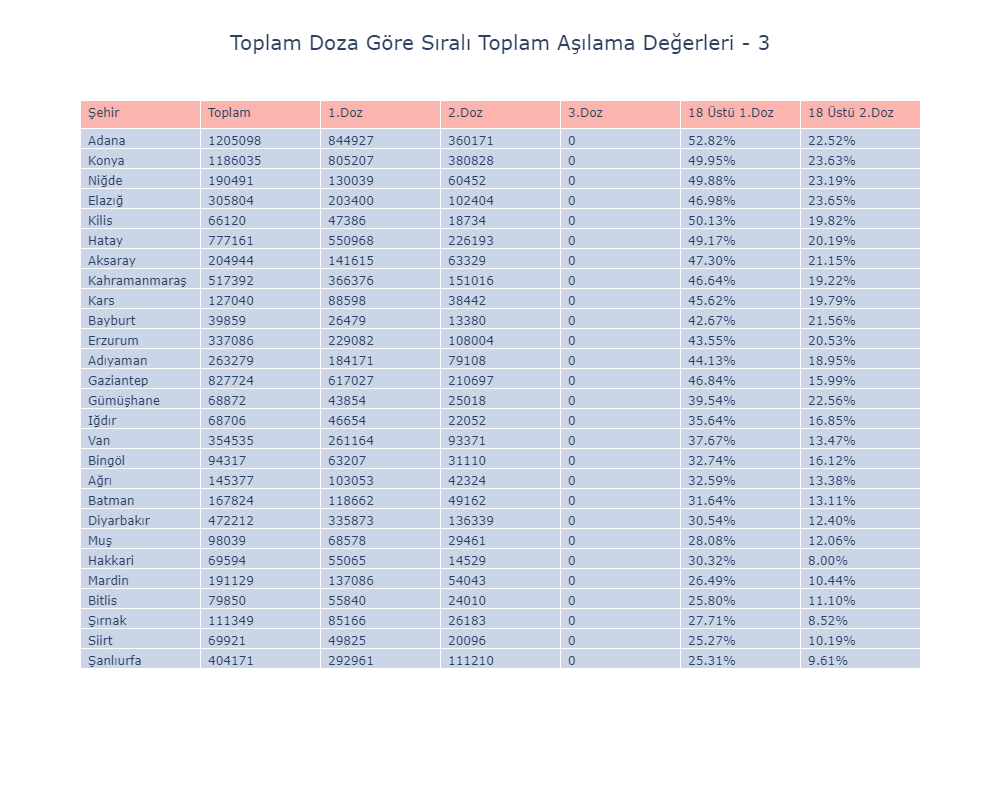 Toplam Doza Göre Sıralı Toplam Aşılama Değerleri - 3
Şehir Toplam 1.Doz 2.Doz 3.Doz 18 Üstü 1.Doz 18 Üstü 2.Doz
Adana 1205098 844927 360171 0 52.82% 22.52%
Konya 1186035 805207 380828 0 49.95% 23.63%
Niğde 190491 130039 60452 0 49.88% 23.19%
Elazığ 305804 203400 102404 0 46.98% 23.65%
Kilis 66120 47386 18734 0 50.13% 19.82%
Hatay 777161 550968 226193 0 49.17% 20.19%
Aksaray 204944 141615 63329 0 47.30% 21.15%
Kahramanmaraş 517392 366376 151016 0 46.64% 19.22%
Kars 127040 88598 38442 0 45.62% 19.79%
Bayburt 39859 26479 13380 0 42.67% 21.56%
Erzurum 337086 229082 108004 0 43.55% 20.53%
Adıyaman 263279 184171 79108 0 44.13% 18.95%
Gaziantep 827724 617027 210697 0 46.84% 15.99%
Gümüşhane 68872 43854 25018 0 39.54% 22.56%
Iğdır 68706 46654 22052 0 35.64% 16.85%
Van 354535 261164 93371 0 37.67% 13.47%
Bingöl 94317 63207 31110 0 32.74% 16.12%
Ağrı 145377 103053 42324 0 32.59% 13.38%
Batman 167824 118662 49162 0 31.64% 13.11%
Diyarbakır 472212 335873 136339 0 30.54% 12.40%
Muş 98039 68578 29461 0 28.08% 12.06%
Hakkari 69594 55065 14529 0 30.32% 8.00%
Mardin 191129 137086 54043 0 26.49% 10.44%
Bitlis 79850 55840 24010 0 25.80% 11.10%
Şırnak 111349 85166 26183 0 27.71% 8.52%
Siirt 69921 49825 20096 0 25.27% 10.19%
Şanlıurfa 404171 292961 111210 0 25.31% 9.61%